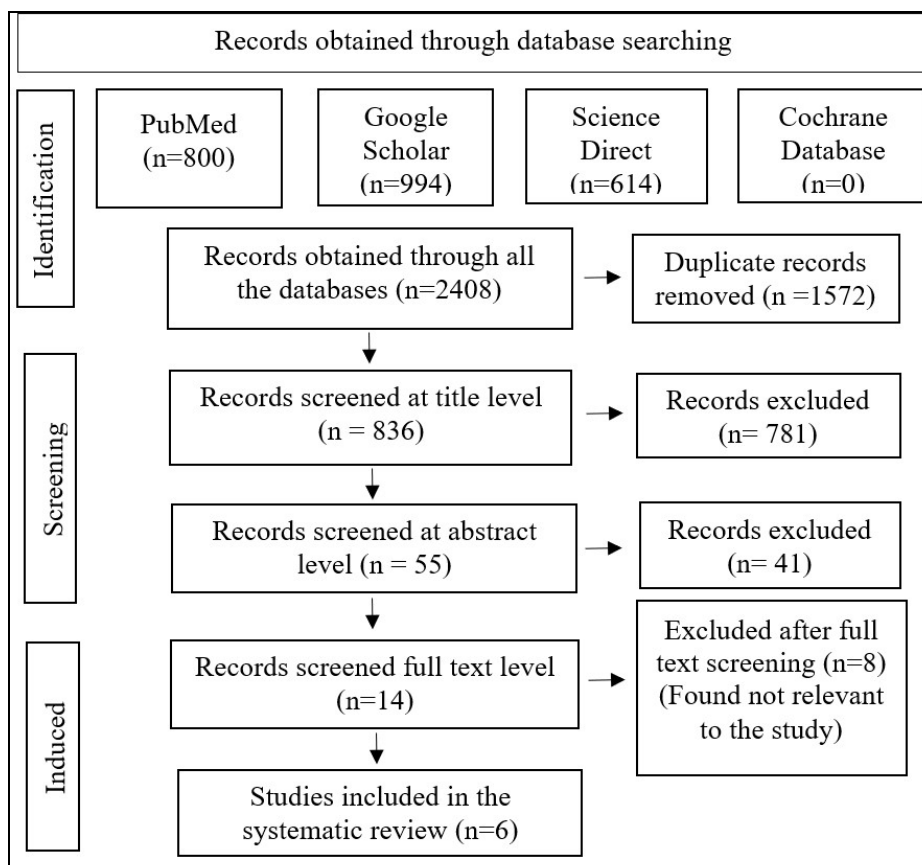 Records obtained through database searching
Identification
PubMed
(n=800)
Google
Scholar
(n=994)
Science
Direct
(n=614)
Cochrane
Database
(n=0)
Records obtained through all
the databases (n=2408)
Duplicate records
removed (n =1572)
Screening
Records screened at title level
(n = 836)
Records excluded
(n= 781)
Records screened at abstract
level (n = 55)
Records excluded
(n= 41)
Induced
Records screened full text level
(n=14)
Excluded after full
text screening (n=8)
(Found not relevant
to the study)
Studies included in the
systematic review (n=6)